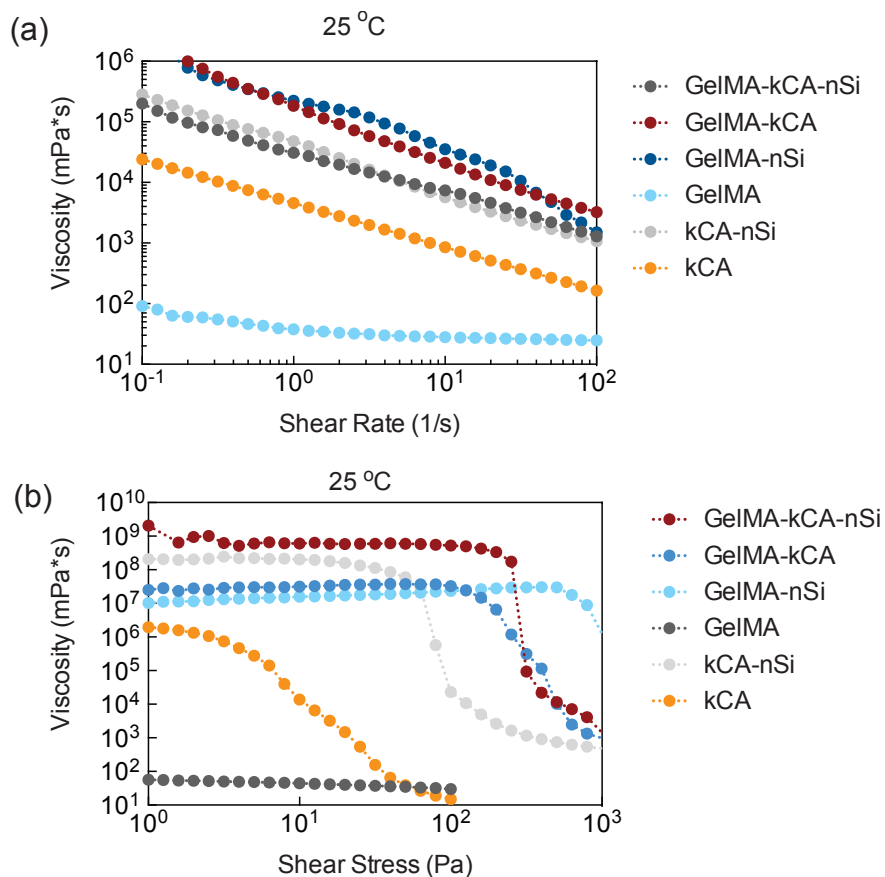 (a)
25 °C
10⁶
10⁵
10⁴
10³
10²
10¹
Viscosity (mPa*s)
10⁻¹ 10⁰ 10¹ 10²
Shear Rate (1/s)
GelMA-kCA-nSi
GelMA-kCA
GelMA-nSi
GelMA
kCA-nSi
kCA
(b)
25 °C
10¹⁰
10⁹
10⁸
10⁷
10⁶
10⁵
10⁴
10³
10²
10¹
Viscosity (mPa*s)
10⁰ 10¹ 10² 10³
Shear Stress (Pa)
GelMA-kCA-nSi
GelMA-kCA
GelMA-nSi
GelMA
kCA-nSi
kCA